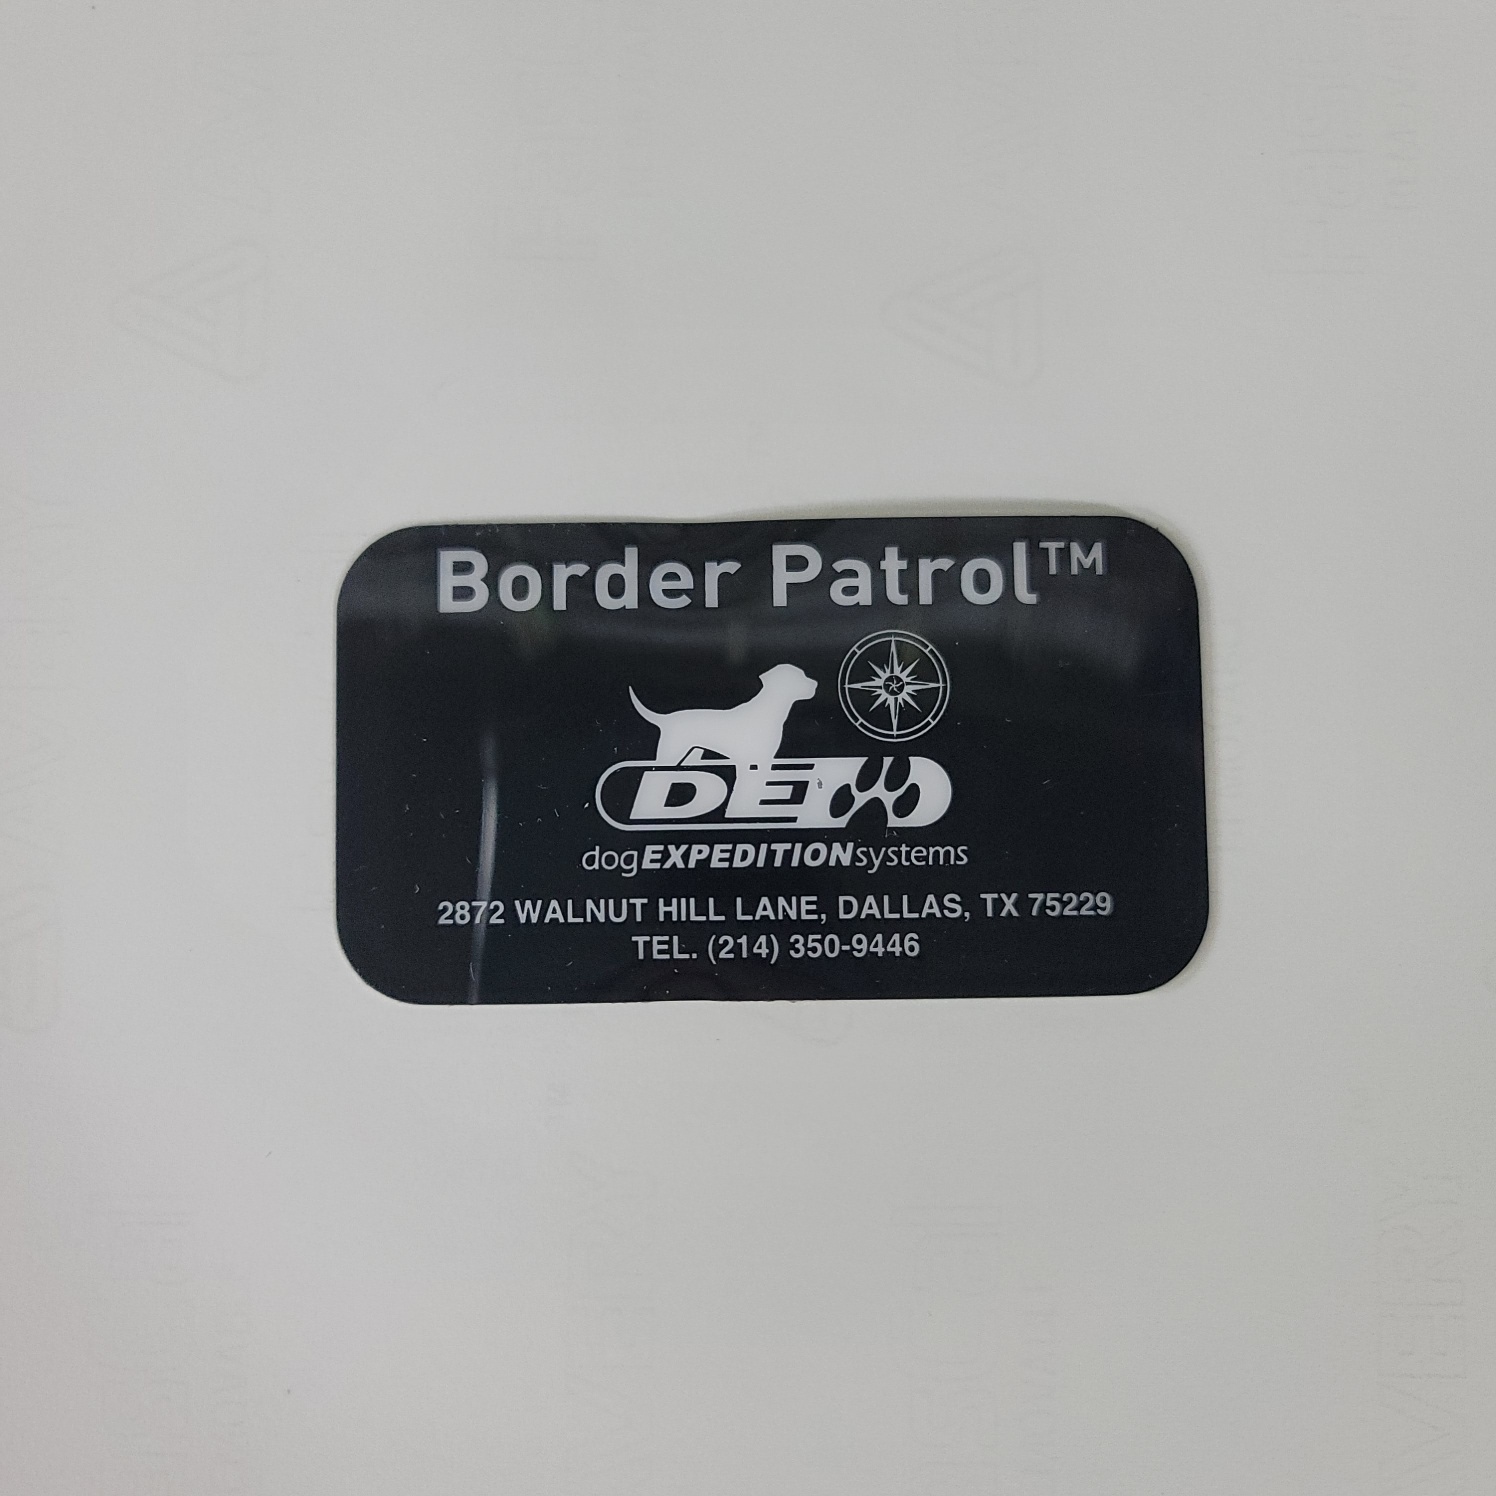 Border Patrol™
DE
dogEXPEDITIONsystems
2872 WALNUT HILL LANE, DALLAS, TX 75229
TEL. (214) 350-9446